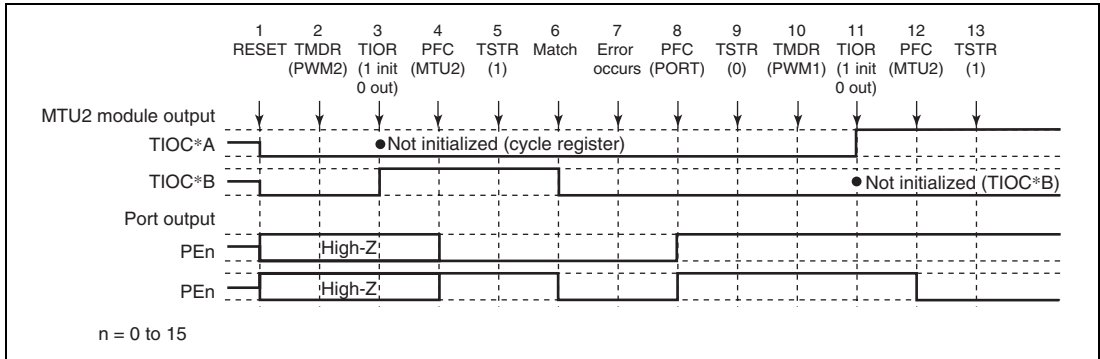 1 2 3 4 5 6 7 8 9 10 11 12 13
RESET TMDR TIOR PFC TSTR Match Error PFC TSTR TMDR TIOR PFC TSTR
(PWM2) (1 init (MTU2) (1) occurs (PORT) (0) (PWM1) (1 init (MTU2) (1)
0 out) 0 out)
MTU2 module output
TIOC*A ●Not initialized (cycle register)
TIOC*B ● Not initialized (TIOC*B)
Port output
PEn High-Z
PEn High-Z
n = 0 to 15